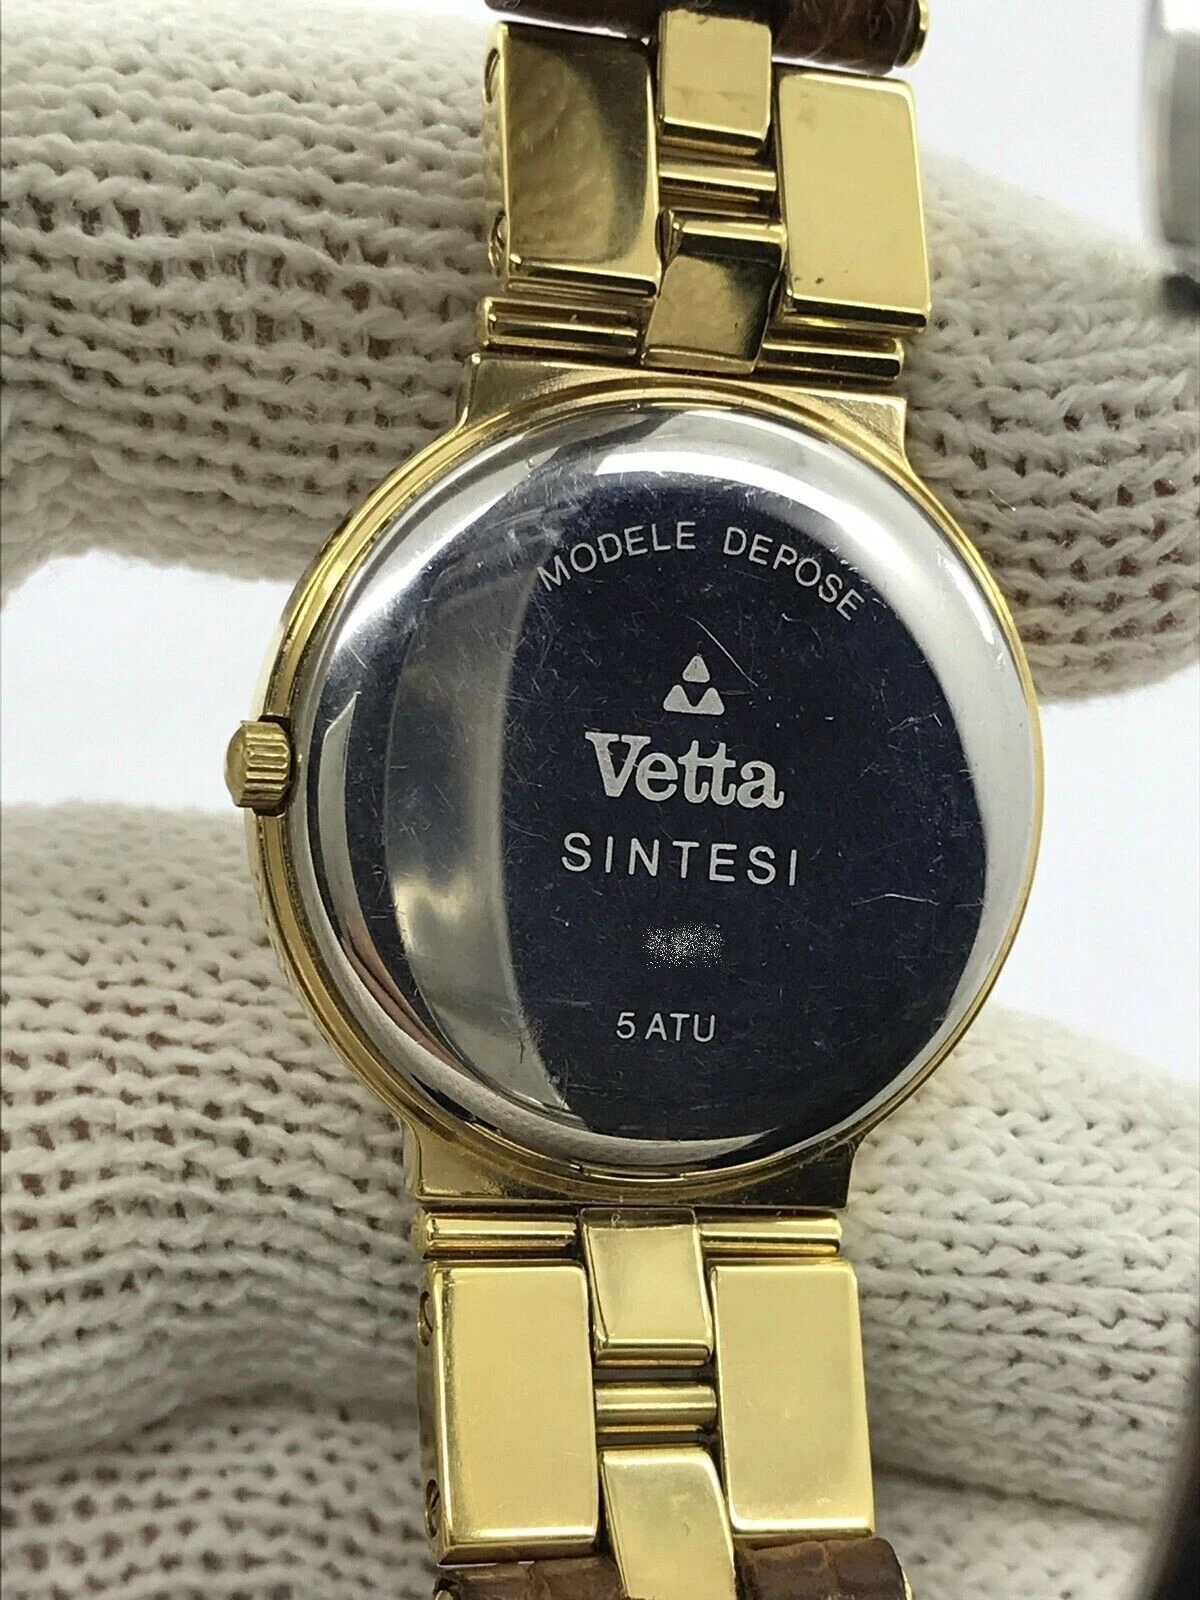 MODELE DEPOSE
Vetta
SINTESI
5 ATU